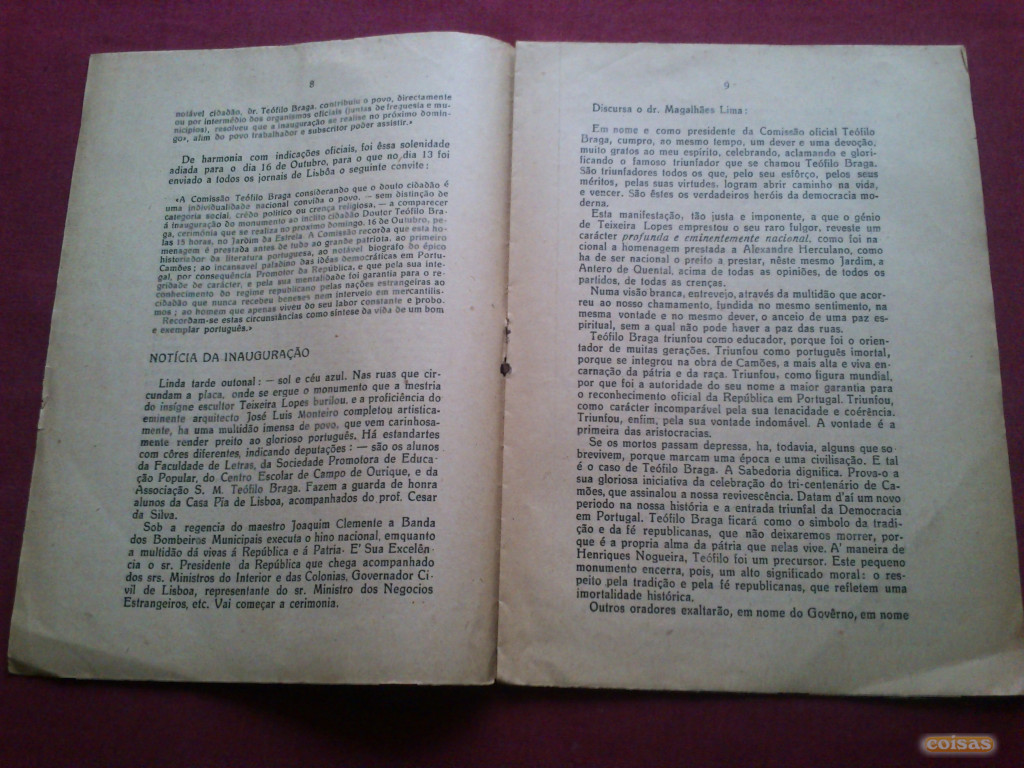 8
notável cidadão, dr. Teófilo Braga, contribuiu o povo, directamente
ou por intermédio dos organismos oficiais (Juntas de freguesia e mu-
nicípios), resolveu que a inauguração se realise no próximo domin-
go», afim do povo trabalhador e subscritor poder assistir.»
De harmonia com indicações oficiais, foi êssa solenidade
adiada para o dia 16 de Outubro, para o que no dia 13 foi
enviado a todos os jornais de Lisbôa o seguinte convite;
«A Comissão Teófilo Braga considerando que o douto cidadão é
uma individualidade nacional convida o povo. — sem distinção de
categoria social, crédo politico ou crença religiosa, — a comparecer
á inauguração do monumento ao inclito cidadão Doutor Teófilo Bra-
ga, cerimónia que se realiza no proximo domingo, 16 de Outubro, pe-
las 15 horas, no Jardim da Estrela. A Comissão recorda que esta ho-
menagem é prestada antes de tudo ao grande patriota, ao primeiro
historiador da literatura portuguesa, ao notável biografo do épico
Camões; ao incansavel paladino das idéas democráticas em Portu-
gal, por consequência Promotor da República, e que pela sua inte-
gridade de carácter, e pela sua mentalidade foi garantia para o re-
conhecimento do regime republicano pelas nações estrangeiras ao
cidadão que nunca recebeu beneses nem interveio em mercantilis-
mos; ao homem que apenas vivêu do seu labor constante e probo.
Recordam-se estas circunstâncias como síntese da vida de um bom
e exemplar português.»
NOTÍCIA DA INAUGURAÇÃO
Linda tarde outonal: — sol e céu azul. Nas ruas que cir-
cundam a placa, onde se ergue o monumento que a mestria
do insigne escultor Teixeira Lopes burilou, e a proficiência do
eminente arquitecto José Luis Monteiro completou artistica-
mente, ha uma multidão imensa de povo, que vem carinhosa-
mente render preito ao glorioso português. Há estandartes
com côres diferentes, indicando deputações: — são os alunos
da Faculdade de Letras, da Sociedade Promotora de Educa-
ção Popular, do Centro Escolar de Campo de Ourique, e da
Associação S. M. Teófilo Braga. Fazem a guarda de honra
alunos da Casa Pia de Lisboa, acompanhados do prof. Cesar
da Silva.
Sob a regencia do maestro Joaquim Clemente a Banda
dos Bombeiros Municipais executa o hino nacional, emquanto
a multidão dá vivas á República e á Patria. E' Sua Excelên-
cia o sr. Presidente da República que chega acompanhado
dos srs. Ministros do Interior e das Colonias, Governador Ci-
vil de Lisboa, representante do sr. Ministro dos Negocios
Estrangeiros, etc. Vai começar a cerimonia.
9
Discursa o dr. Magalhães Lima:
Em nome e como presidente da Comissão oficial Teófilo
Braga, cumpro, ao mesmo tempo, um dever e uma devoção,
muito gratos ao meu espírito, celebrando, aclamando e glori-
ficando o famoso triunfador que se chamou Teófilo Braga.
São triunfadores todos os que, pelo seu esfôrço, pelos seus
méritos, pelas suas virtudes, logram abrir caminho na vida,
e vencer. São êstes os verdadeiros heróis da democracia mo-
derna.
Esta manifestação, tão justa e imponente, a que o génio
de Teixeira Lopes emprestou o seu raro fulgor, reveste um
carácter profunda e eminentemente nacional, como foi na-
cional a homenagem prestada a Alexandre Herculano, como
ha de ser nacional o preito a prestar, nêste mesmo Jardim, a
Antero de Quental, acima de todas as opiniões, de todos os
partidos, de todas as crenças.
Numa visão branca, entrevejo, através da multidão que acor-
reu ao nosso chamamento, fundida no mesmo sentimento, na
mesma vontade e no mesmo dever, o anceio de uma paz es-
piritual, sem a qual não pode haver a paz das ruas.
Teófilo Braga triunfou como educador, porque foi o orien-
tador de muitas gerações. Triunfou como português imortal,
porque se integrou na obra de Camões, a mais alta e viva en-
carnação da pátria e da raça. Triunfou, como figura mundial,
por que foi a autoridade do seu nome a maior garantia para
o reconhecimento oficial da República em Portugal. Triunfou,
como carácter incomparável pela sua tenacidade e coêrência.
Triunfou, enfim, pela sua vontade indomável. A vontade é a
primeira das aristocracias.
Se os mortos passam depressa, ha, todavia, alguns que so-
brevivem, porque marcam uma época e uma civilisação. E tal
é o caso de Teófilo Braga. A Sabedoria dignifica. Prova-o a
sua gloriosa iniciativa da celebração do tri-centenário de Ca-
mões, que assinalou a nossa revivescência. Datam d'aí um novo
periodo na nossa história e a entrada triunfal da Democracia
em Portugal. Teófilo Braga ficará como o simbolo da tradi-
ção e da fé republicanas, que não deixaremos morrer, por-
que é a propria alma da pátria que nelas vive. A' maneira de
Henriques Nogueira, Teófilo foi um precursor. Este pequeno
monumento encerra, pois, um alto significado moral: o res-
peito pela tradição e pela fé republicanas, que refletem uma
imortalidade histórica.
Outros oradores exaltarão, em nome do Govêrno, em nome
coisas